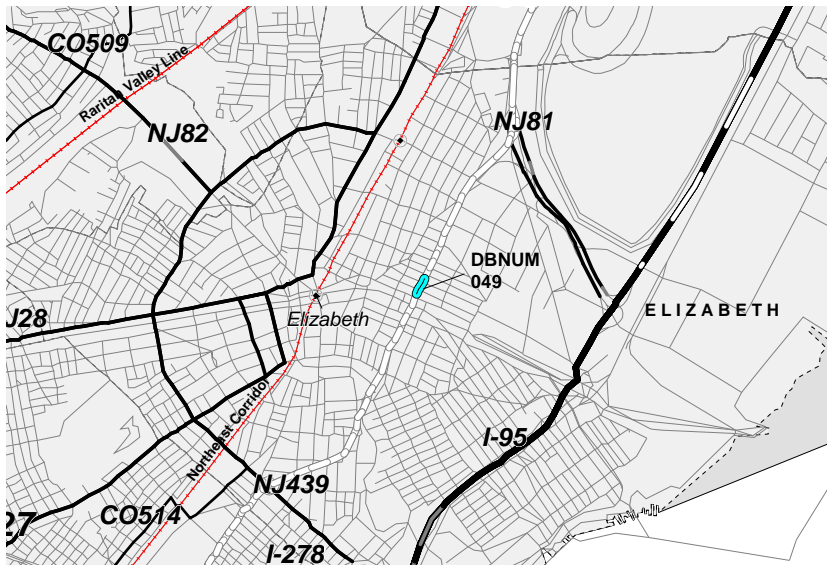 CO509
Raritan Valley Line
NJ82
NJ81
DBNUM
049
ELIZABETH
J28
Elizabeth
Northeast Corridor
I-95
NJ439
CO514
27
I-278